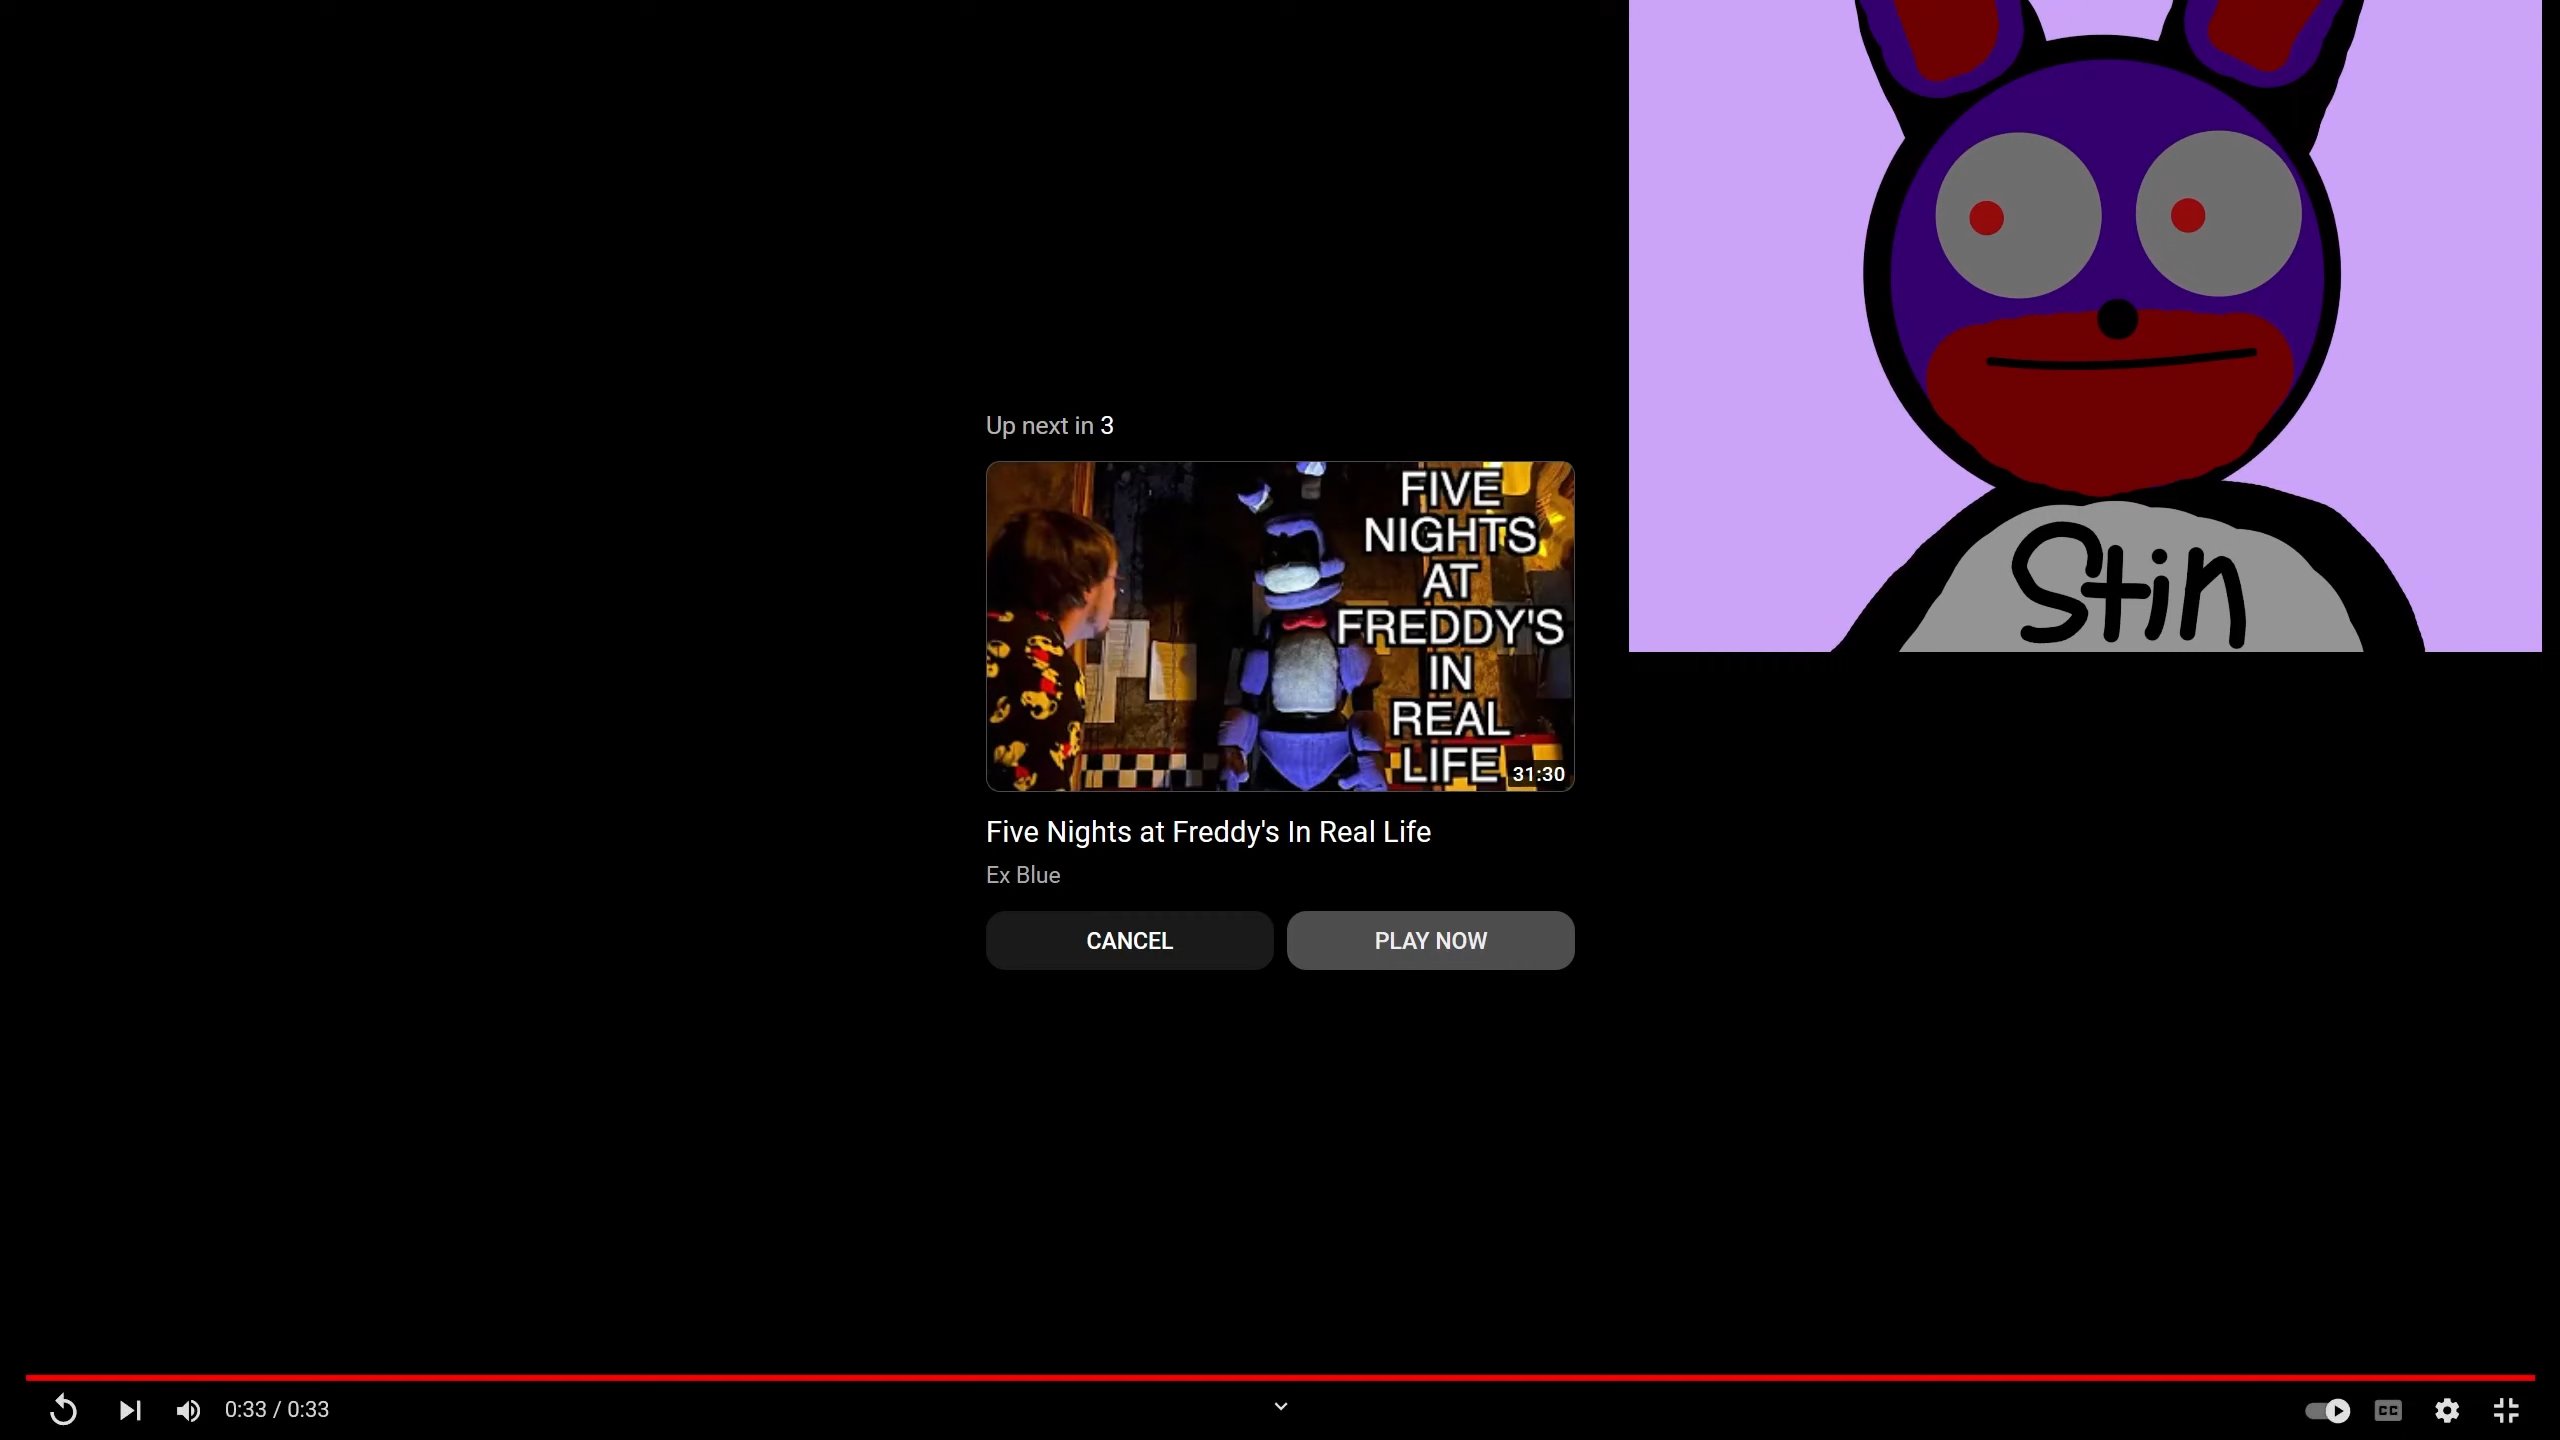 Stin
Up next in 3
FIVE
NIGHTS
AT
FREDDY'S
IN
REAL
LIFE
31:30
Five Nights at Freddy's In Real Life
Ex Blue
CANCEL
PLAY NOW
0:33 / 0:33
CC